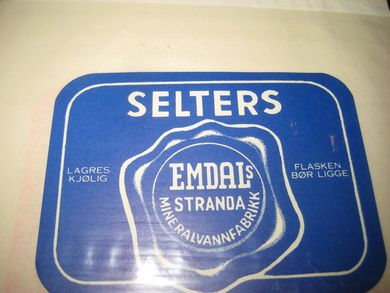 SELTERS
LAGRES
KJØLIG
EMDALS
STRANDA
MINERALVANNFABRIKK
FLASKEN
BØR LIGGE